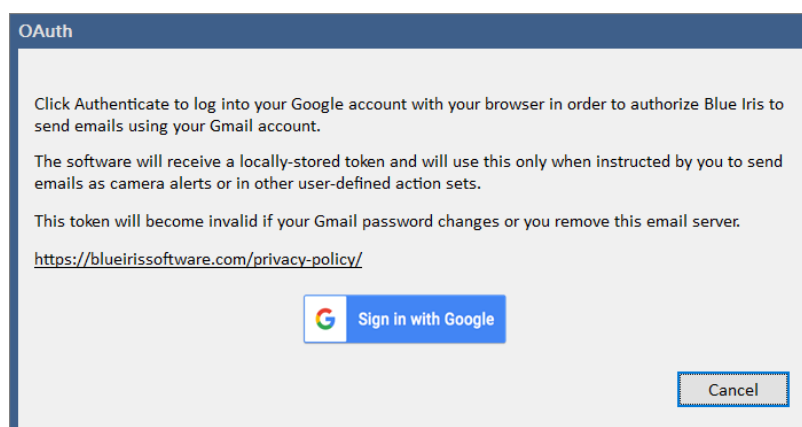 OAuth
Click Authenticate to log into your Google account with your browser in order to authorize Blue Iris to
send emails using your Gmail account.
The software will receive a locally-stored token and will use this only when instructed by you to send
emails as camera alerts or in other user-defined action sets.
This token will become invalid if your Gmail password changes or you remove this email server.
https://blueirissoftware.com/privacy-policy/
G Sign in with Google
Cancel